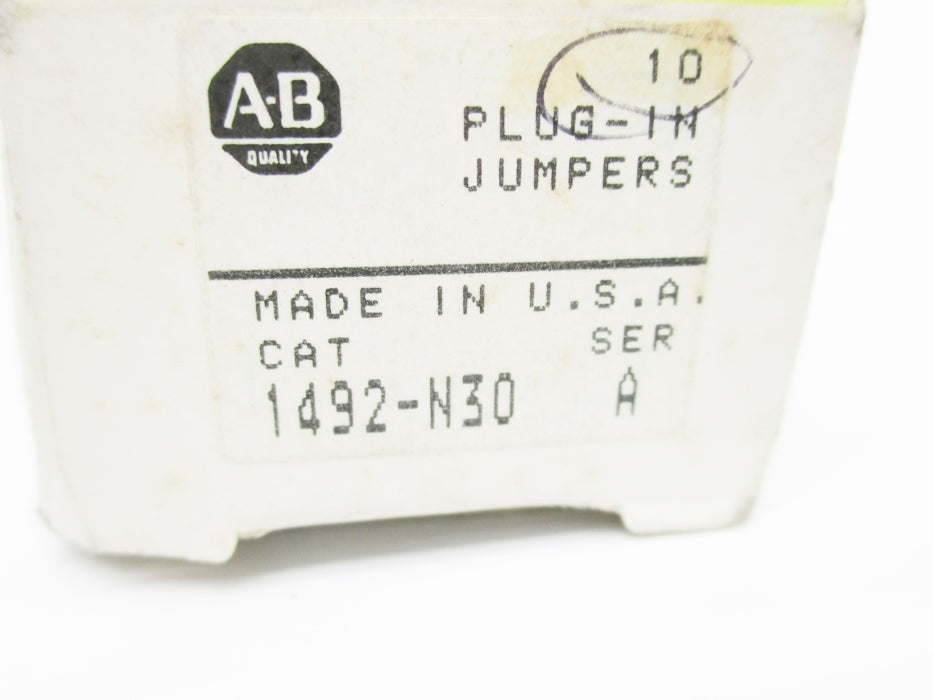 A-B
QUALITY
10
PLUG-IN
JUMPERS
MADE IN U.S.A.
CAT SER
1492-N30 A